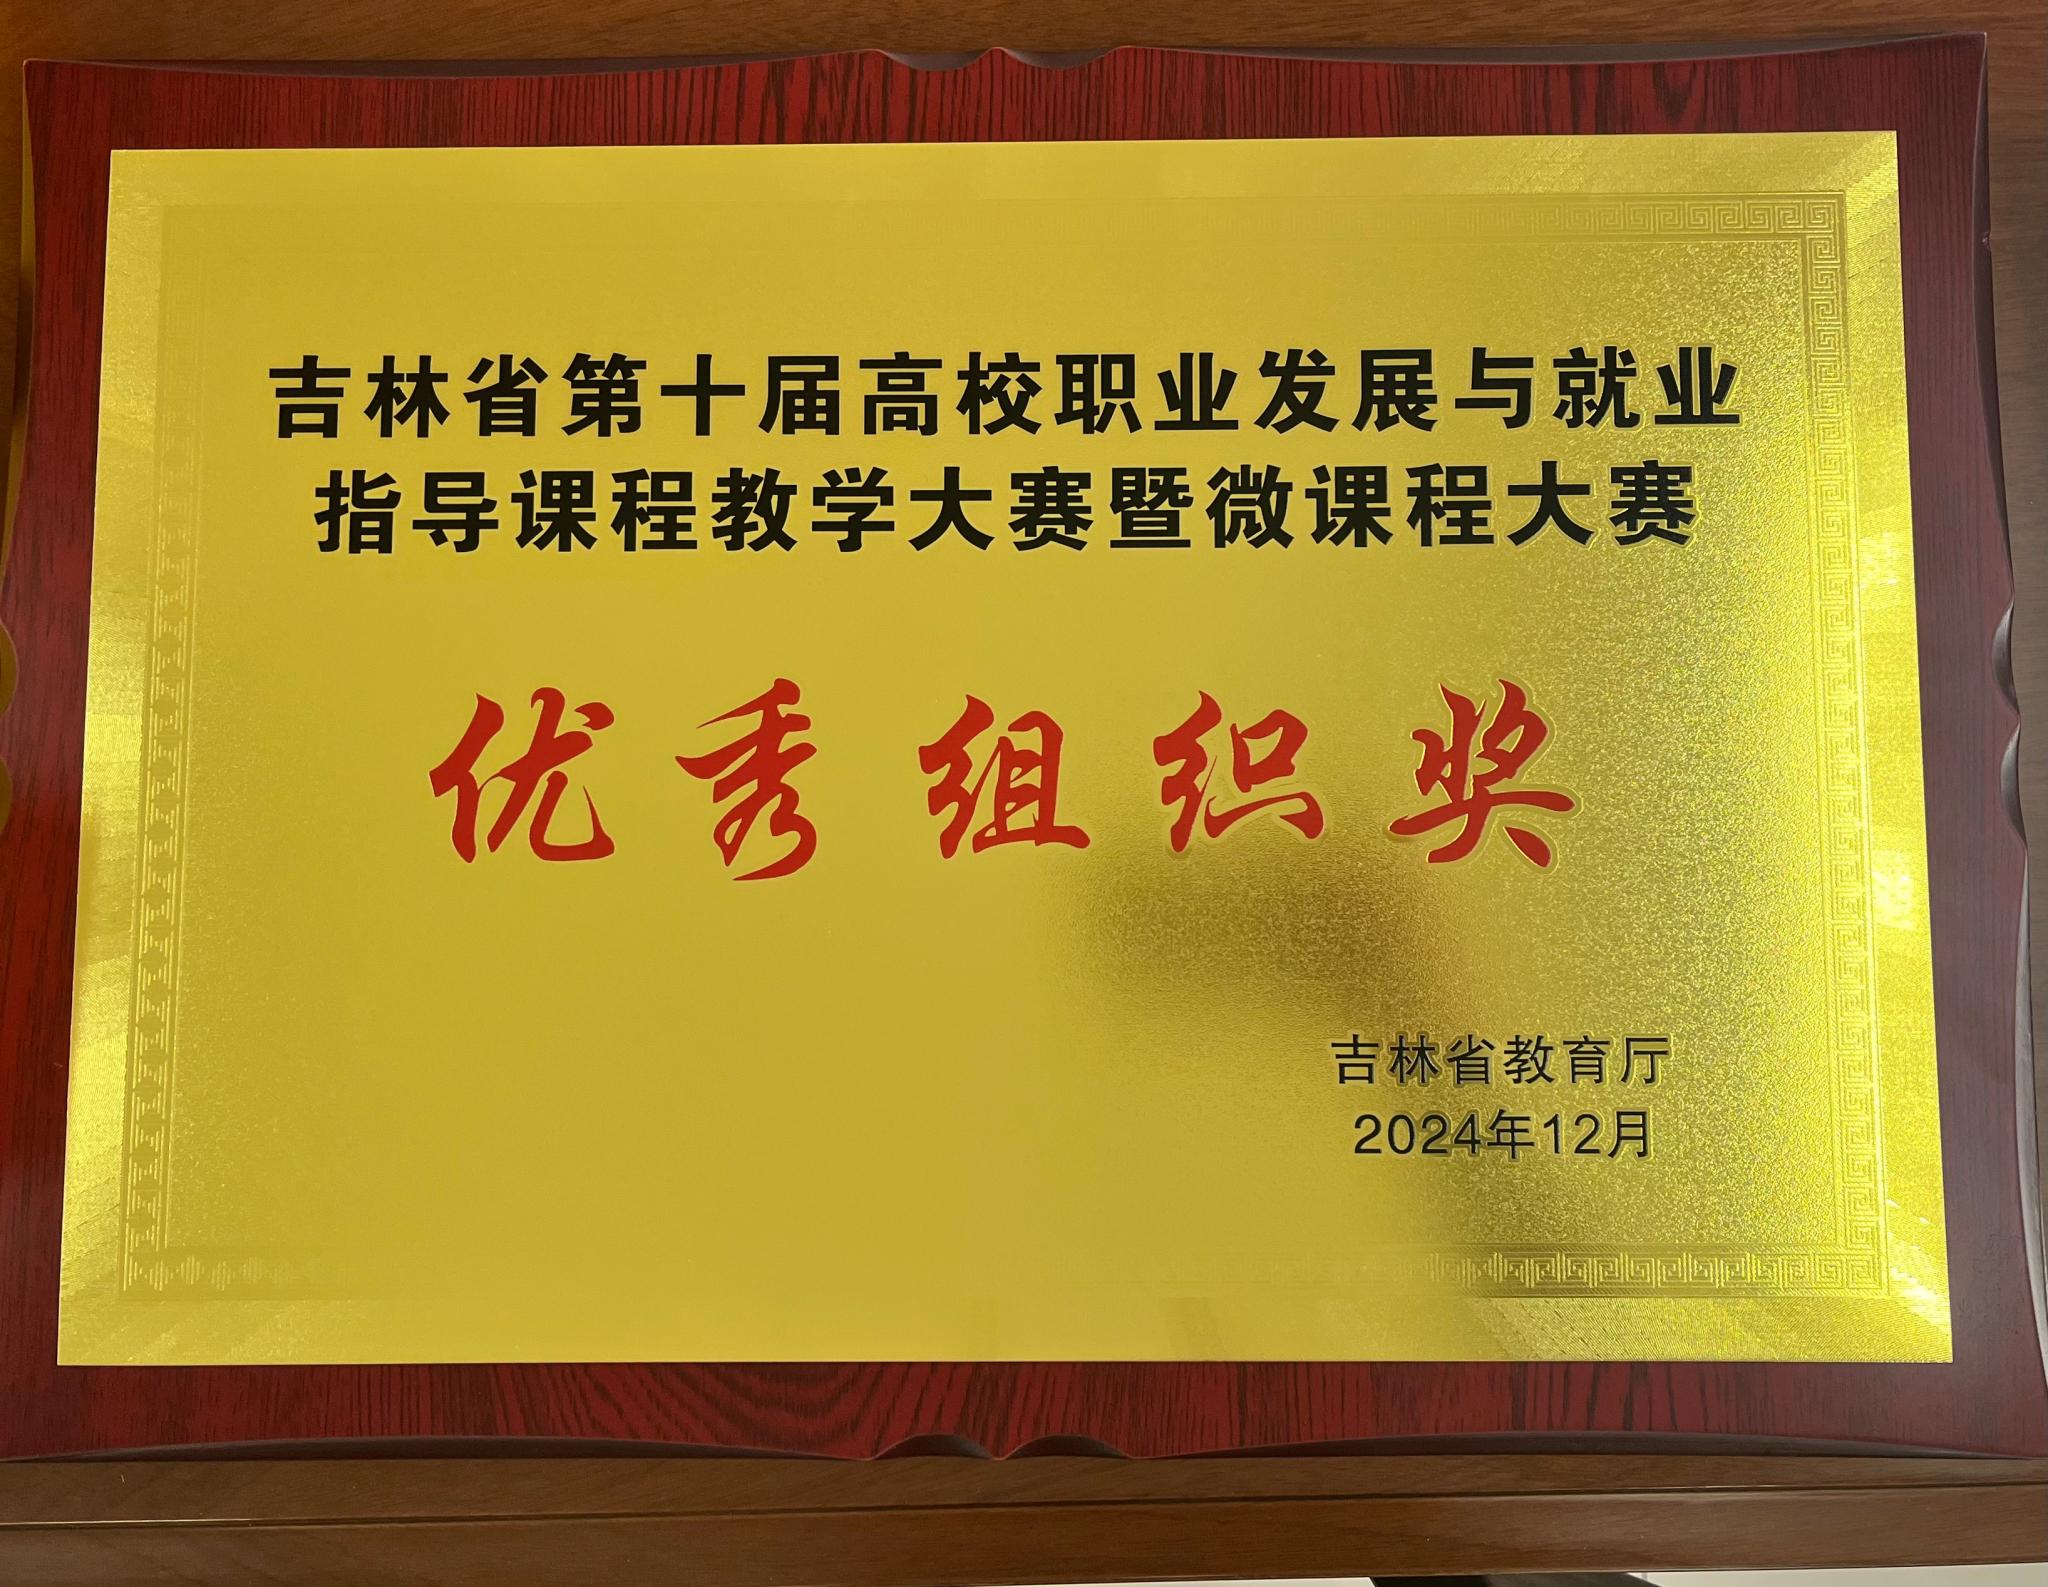 吉林省第十届高校职业发展与就业
指导课程教学大赛暨微课程大赛
优秀组织奖
吉林省教育厅
2024年12月